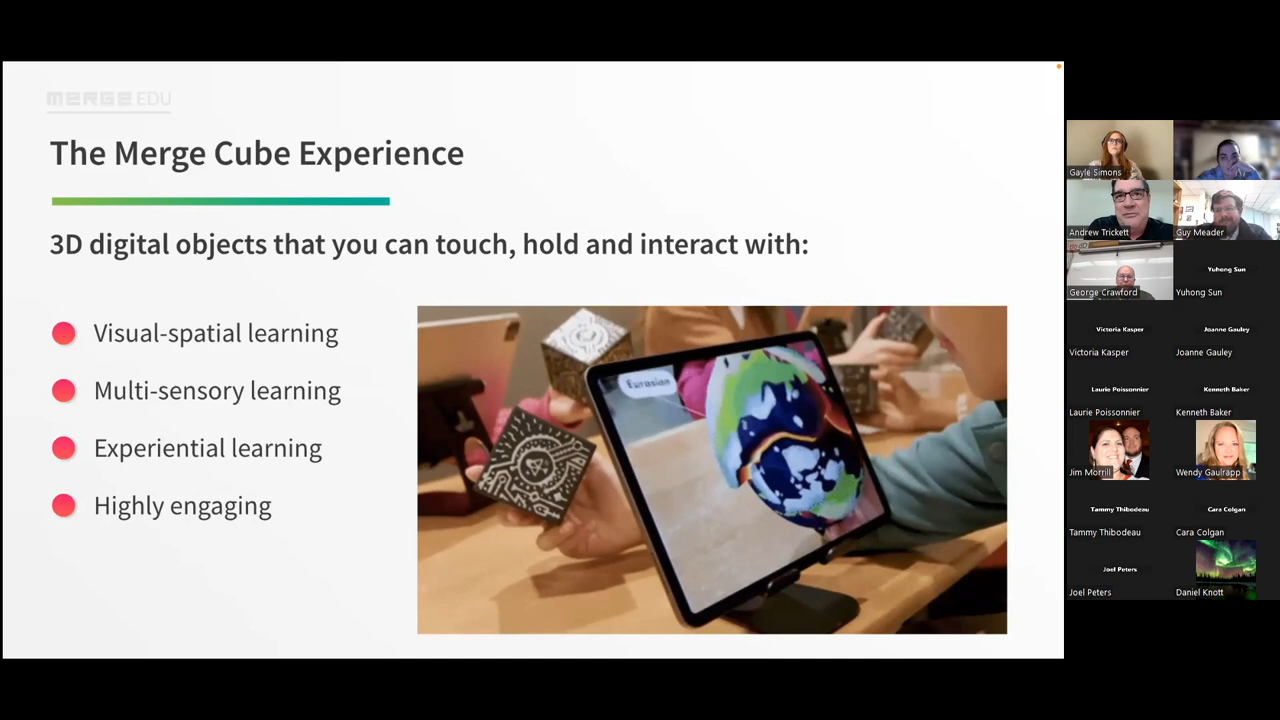 MERGE EDU
The Merge Cube Experience
3D digital objects that you can touch, hold and interact with:
Visual-spatial learning
Multi-sensory learning
Experiential learning
Highly engaging
Eurasian
Gayle Simons
Andrew Trickett
Guy Meader
George Crawford
Yuhong Sun
Yuhong Sun
Victoria Kasper
Joanne Gauley
Victoria Kasper
Joanne Gauley
Laurie Poissonnier
Kenneth Baker
Laurie Poissonnier
Kenneth Baker
Jim Morrill
Wendy Gaulrapp
Tammy Thibodeau
Cara Colgan
Tammy Thibodeau
Cara Colgan
Joel Peters
Joel Peters
Daniel Knott